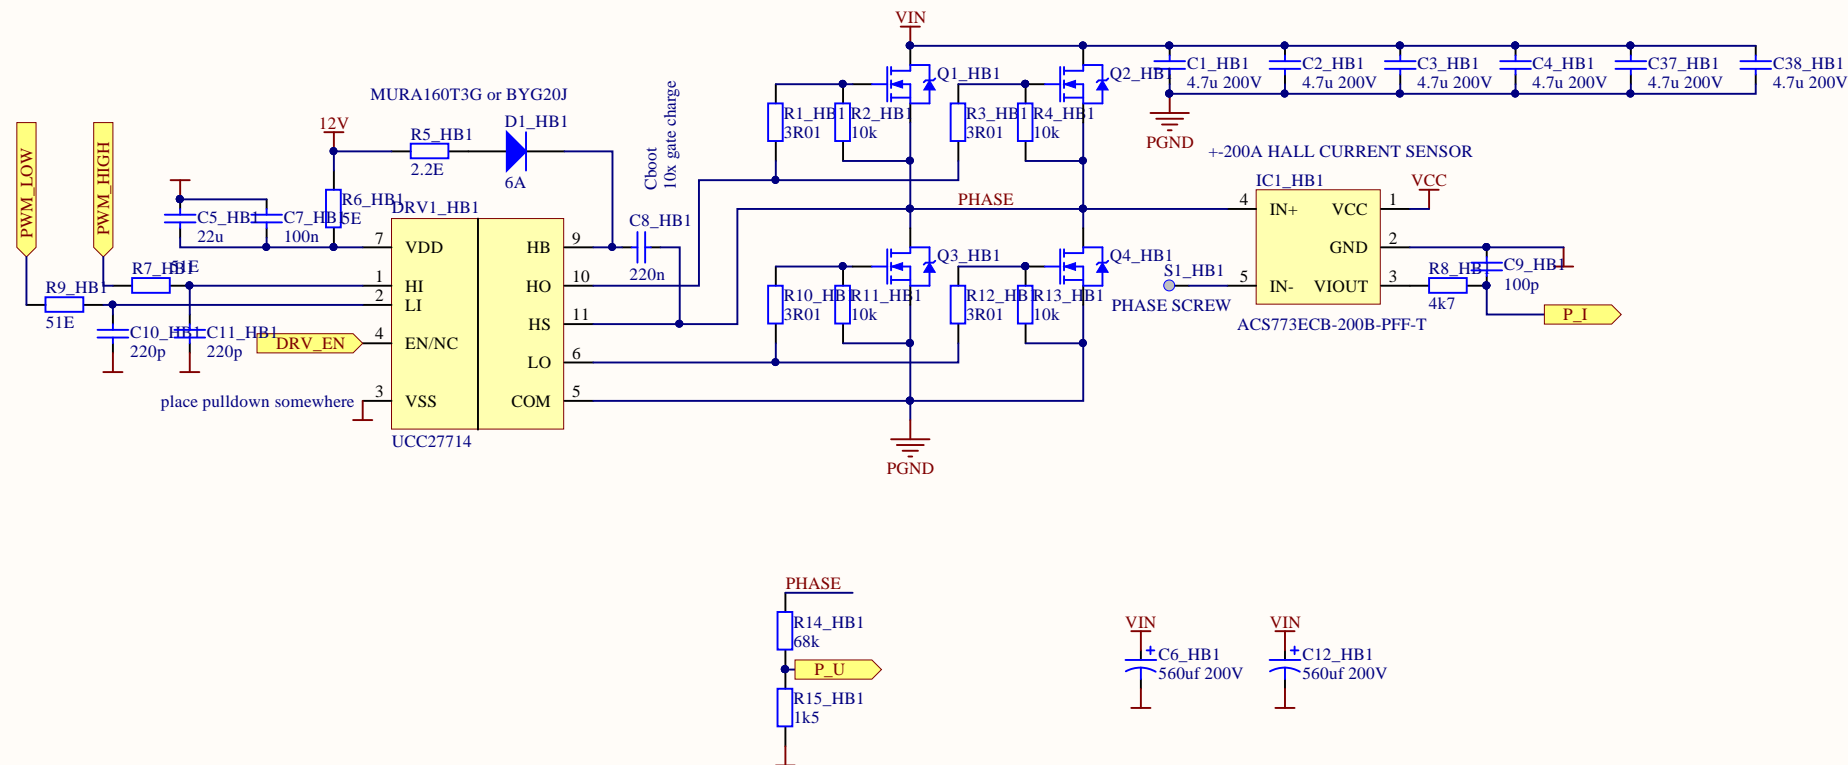 VIN
Q1_HB1
Q2_HB1
C1_HB1
4.7u 200V
C2_HB1
4.7u 200V
C3_HB1
4.7u 200V
C4_HB1
4.7u 200V
C37_HB1
4.7u 200V
C38_HB1
4.7u 200V
MURA160T3G or BYG20J
R1_HB1
3R01
R2_HB1
10k
R3_HB1
3R01
R4_HB1
10k
PGND
PWM_LOW
PWM_HIGH
12V
R5_HB1
2.2E
D1_HB1
6A
Cboot
10x gate charge
+-200A HALL CURRENT SENSOR
IC1_HB1
VCC
C5_HB1
22u
C7_HB1
100n
R6_HB1
5E
DRV1_HB1
C8_HB1
220n
PHASE
4
IN+
VCC
1
GND
2
5
IN-
VIOUT
3
7
VDD
HB
9
1
HI
HO
10
2
LI
HS
11
4
EN/NC
LO
6
3
VSS
COM
5
R7_HB1
51E
R9_HB1
51E
C10_HB1
220p
C11_HB1
220p
DRV_EN
place pulldown somewhere
UCC27714
Q3_HB1
Q4_HB1
R10_HB1
3R01
R11_HB1
10k
R12_HB1
3R01
R13_HB1
10k
S1_HB1
PHASE SCREW
R8_HB1
4k7
C9_HB1
100p
P_I
ACS773ECB-200B-PFF-T
PGND
PHASE
R14_HB1
68k
P_U
R15_HB1
1k5
VIN
C6_HB1
560uf 200V
VIN
C12_HB1
560uf 200V